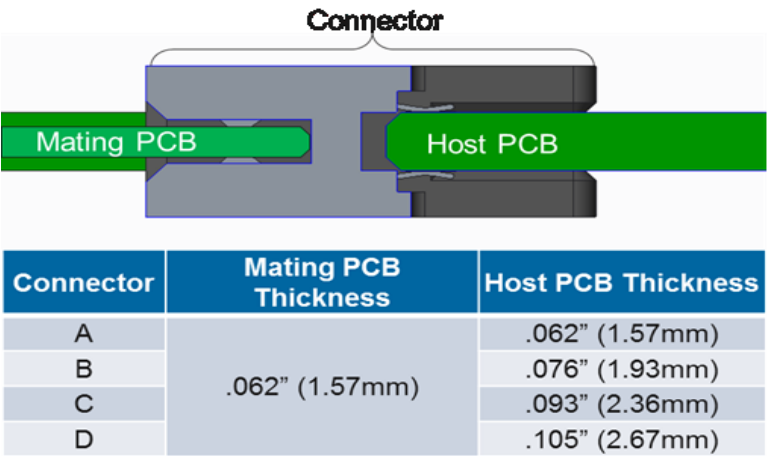 Connector
Mating PCB
Host PCB
Connector
Mating PCB
Thickness
Host PCB Thickness
A
.062” (1.57mm)
.062” (1.57mm)
B
.076” (1.93mm)
C
.093” (2.36mm)
D
.105” (2.67mm)